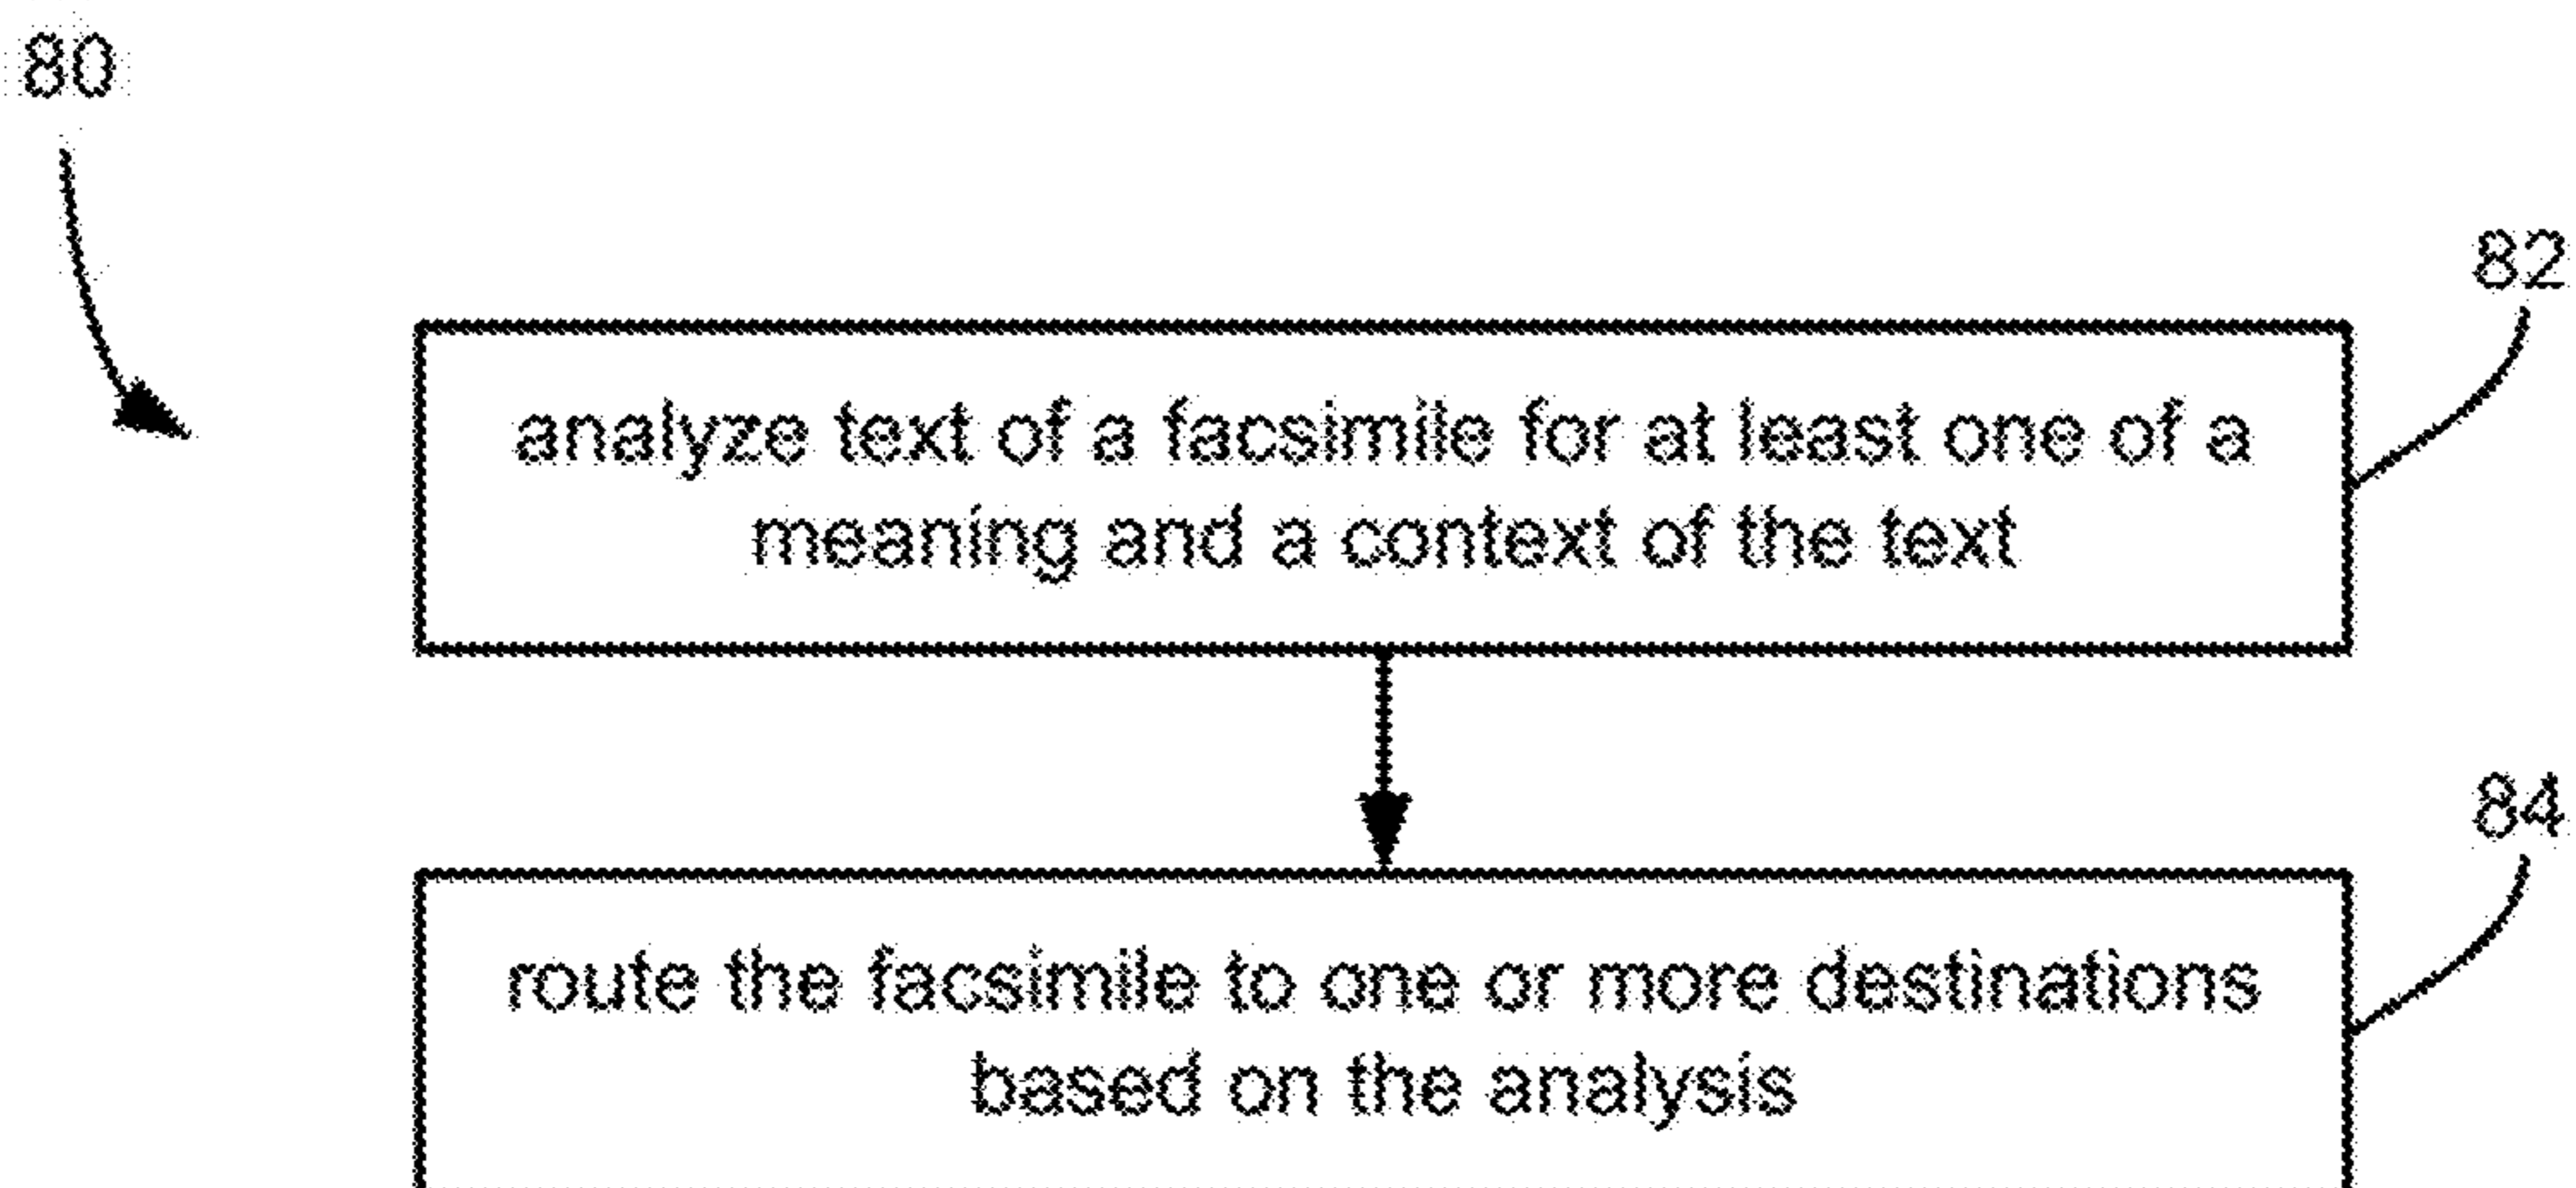 80
82
analyze text of a facsimile for at least one of a
meaning and a context of the text
84
route the facsimile to one or more destinations
based on the analysis